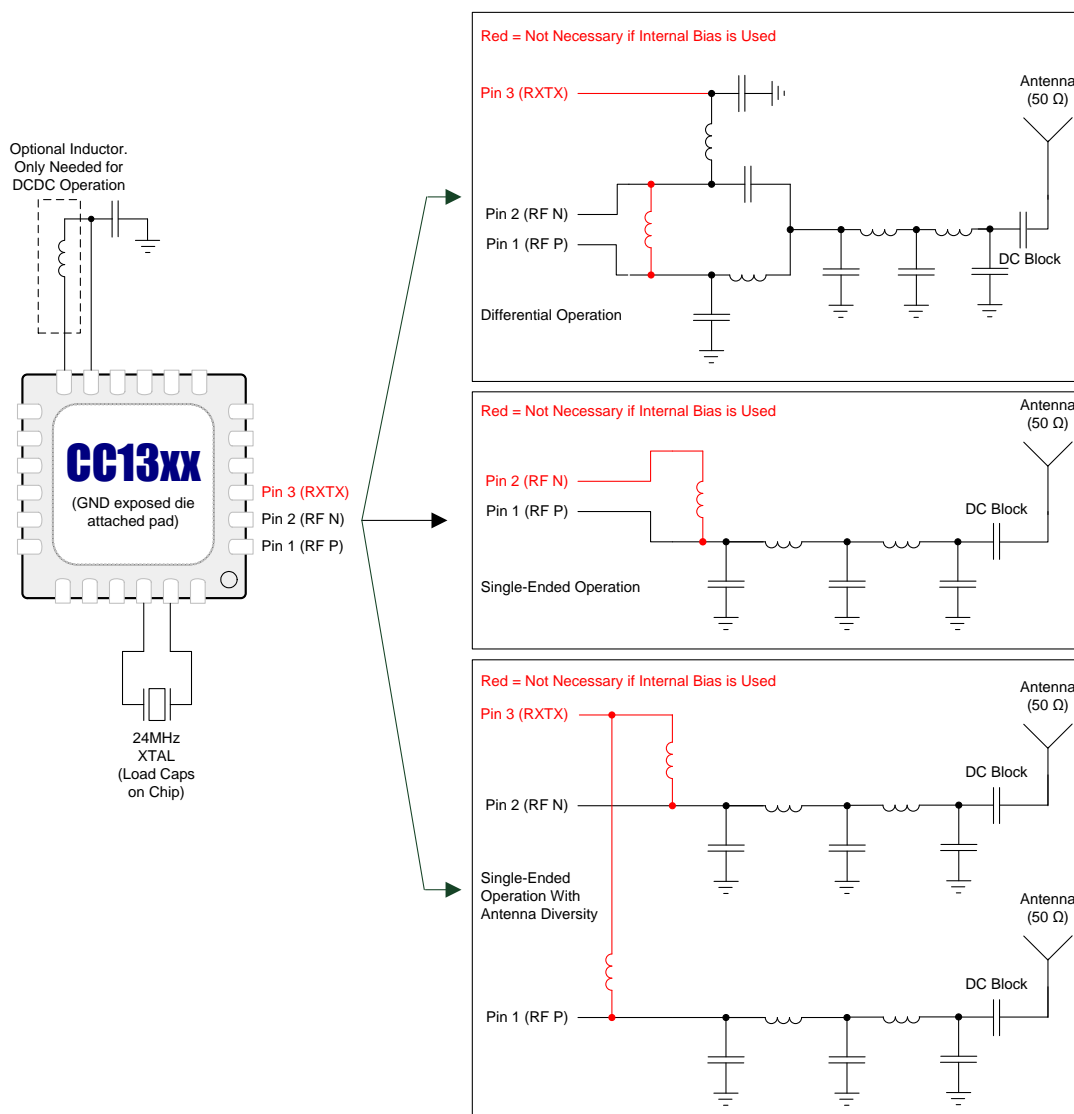 Optional Inductor.
Only Needed for
DCDC Operation
CC13xx
(GND exposed die
attached pad)
Pin 3 (RXTX)
Pin 2 (RF N)
Pin 1 (RF P)
24MHz
XTAL
(Load Caps
on Chip)
Red = Not Necessary if Internal Bias is Used
Pin 3 (RXTX)
Antenna
(50 Ω)
Pin 2 (RF N)
Pin 1 (RF P)
DC Block
Differential Operation
Red = Not Necessary if Internal Bias is Used
Antenna
(50 Ω)
Pin 2 (RF N)
Pin 1 (RF P)
DC Block
Single-Ended Operation
Red = Not Necessary if Internal Bias is Used
Antenna
(50 Ω)
Pin 3 (RXTX)
DC Block
Pin 2 (RF N)
Single-Ended
Operation With
Antenna Diversity
Antenna
(50 Ω)
DC Block
Pin 1 (RF P)